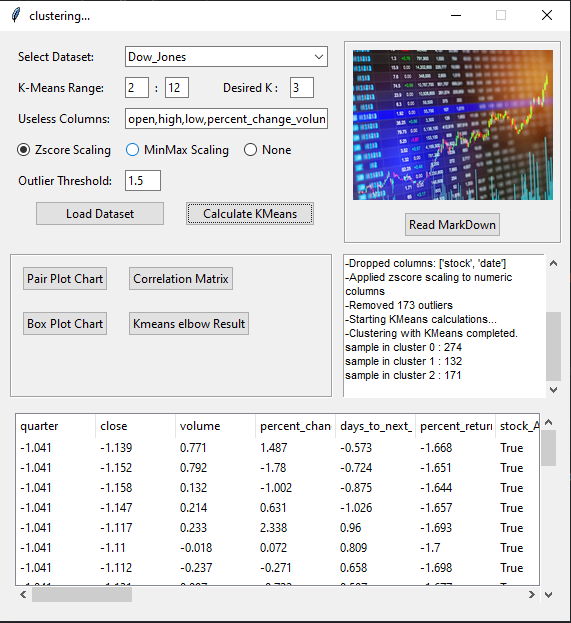 clustering...
Select Dataset: Dow_Jones
K-Means Range: 2 : 12 Desired K : 3
Useless Columns: open,high,low,percent_change_volun
Zscore Scaling MinMax Scaling None
Outlier Threshold: 1.5
Load Dataset Calculate KMeans
Read MarkDown
Pair Plot Chart Correlation Matrix
Box Plot Chart Kmeans elbow Result
-Dropped columns: ['stock', 'date']
-Applied zscore scaling to numeric
columns
-Removed 173 outliers
-Starting KMeans calculations...
-Clustering with KMeans completed.
sample in cluster 0 : 274
sample in cluster 1 : 132
sample in cluster 2 : 171
quarter close volume percent_chan days_to_next_ percent_return stock_A
-1.041 -1.139 0.771 1.487 -0.573 -1.668 True
-1.041 -1.152 0.792 -1.78 -0.724 -1.651 True
-1.041 -1.158 0.132 -1.002 -0.875 -1.644 True
-1.041 -1.147 0.214 0.631 -1.026 -1.657 True
-1.041 -1.117 0.233 2.338 0.96 -1.693 True
-1.041 -1.11 -0.018 0.072 0.809 -1.7 True
-1.041 -1.112 -0.237 -0.271 0.658 -1.698 True